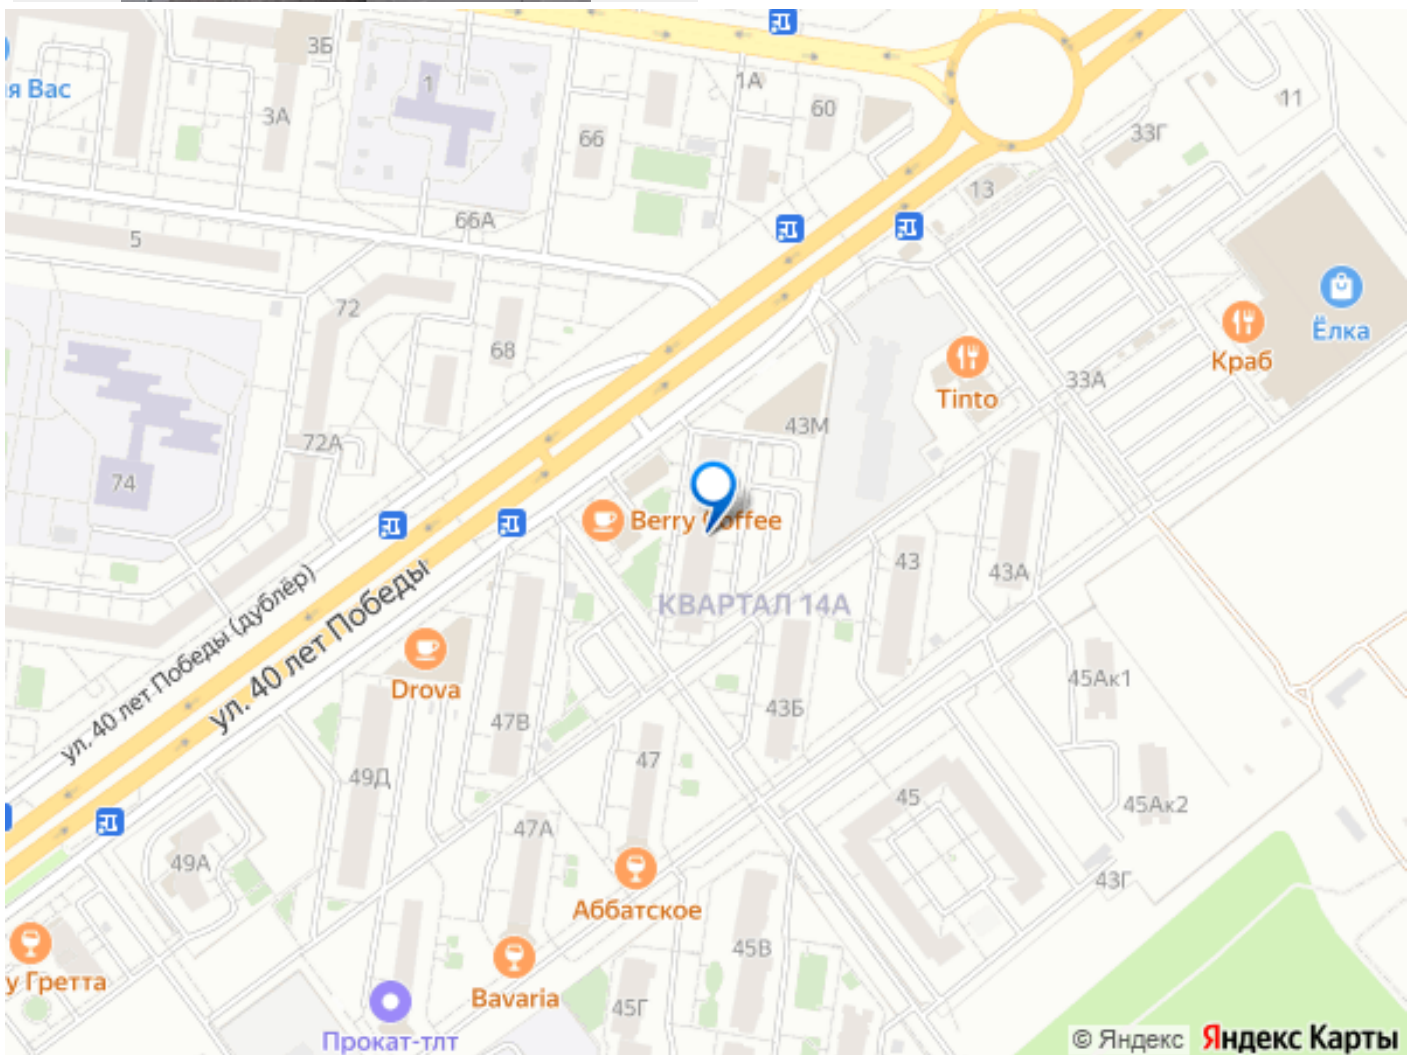 3Б
1А
11
я Вас
1
3А
60
66
33Г
13
66А
5
72
Ёлка
68
Краб
33А
Tinto
43М
72А
74
Berry Coffee
43
43А
КВАРТАЛ 14А
ул. 40 лет Победы (дублёр)
ул. 40 лет Победы
Drova
45Ак1
47В
43Б
47
49Д
45
45Ак2
47А
49А
43Г
Аббатское
45В
у Гретта
Bavaria
45Г
Прокат-тлт
© Яндекс Яндекс Карты